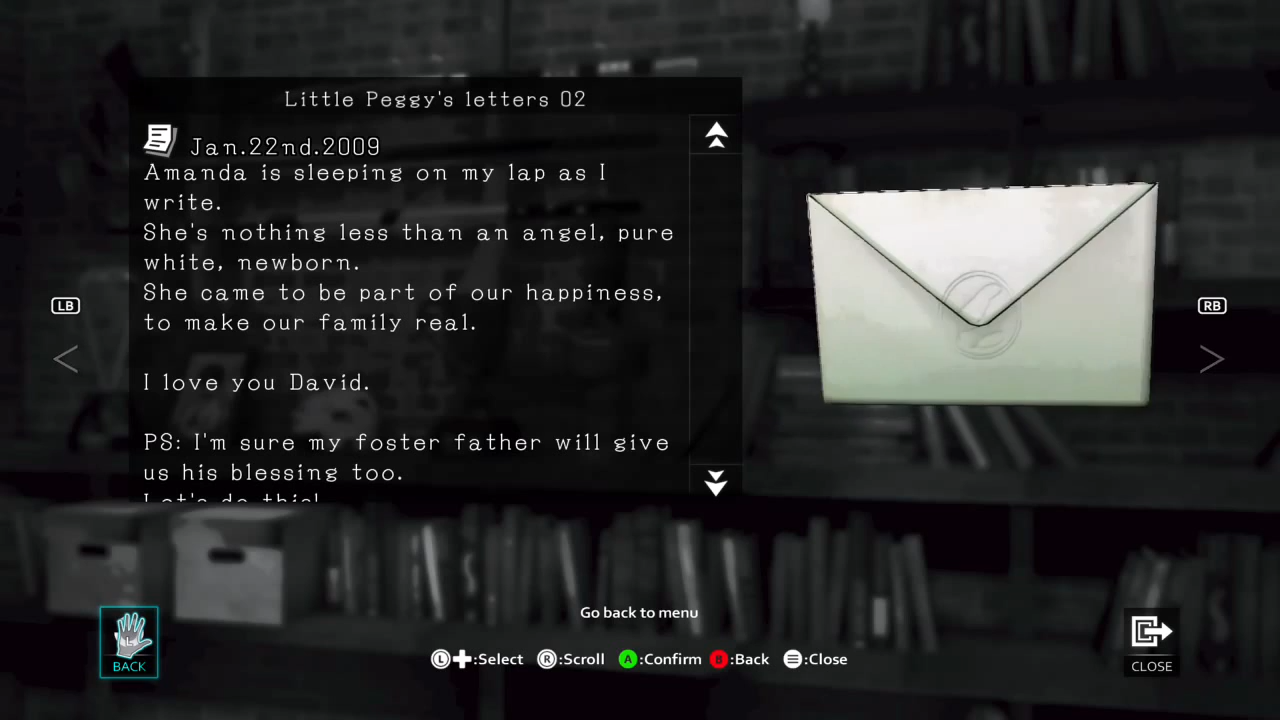 Little Peggy's letters 02
Jan.22nd.2009
Amanda is sleeping on my lap as I
write.
She's nothing less than an angel, pure
white, newborn.
She came to be part of our happiness,
to make our family real.
I love you David.
PS: I'm sure my foster father will give
us his blessing too.
Let's do this!
LB
RB
L
BACK
Go back to menu
L:Select R:Scroll A:Confirm B:Back :Close
CLOSE